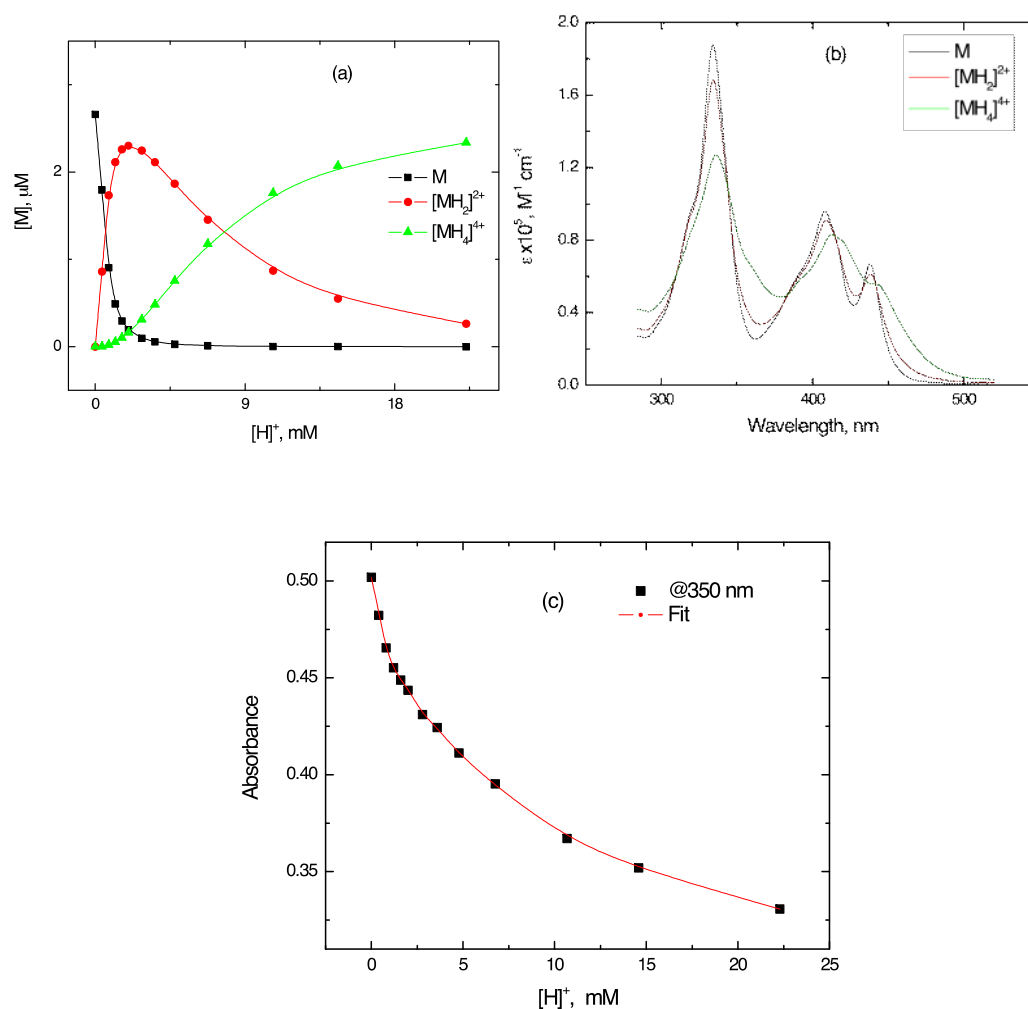 (a)
[M], μM
2
0
0
9
18
[H]⁺, mM
M
[MH₂]²⁺
[MH₄]⁴⁺
(b)
ε x10⁵, M⁻¹ cm⁻¹
2.0
1.6
1.2
0.8
0.4
0.0
300
400
500
Wavelength, nm
M
[MH₂]²⁺
[MH₄]⁴⁺
(c)
Absorbance
0.50
0.45
0.40
0.35
0
5
10
15
20
25
[H]⁺, mM
@350 nm
Fit